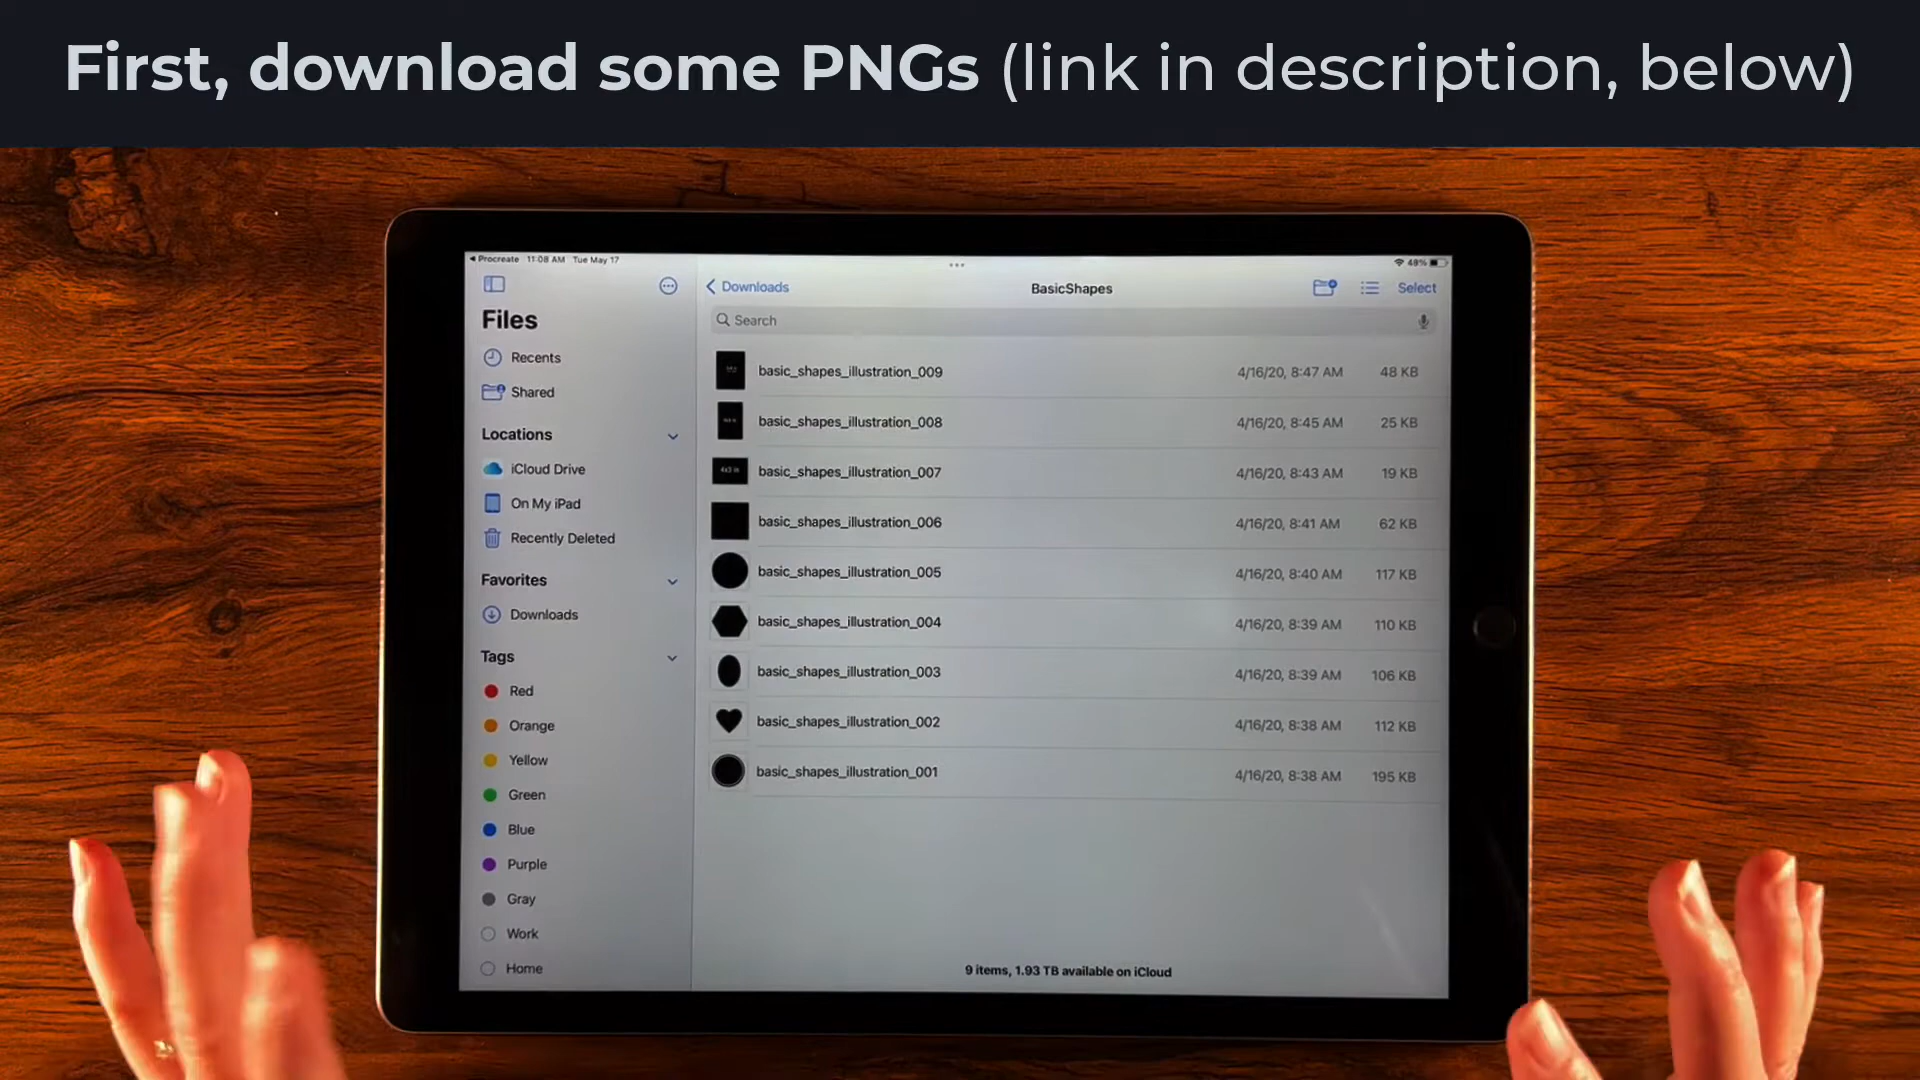 First, download some PNGs (link in description, below)
Procreate 11:08 AM Tue May 17
48%
Files
Recents
Shared
Locations
iCloud Drive
On My iPad
Recently Deleted
Favorites
Downloads
Tags
Red
Orange
Yellow
Green
Blue
Purple
Gray
Work
Home
Downloads
BasicShapes
Select
Search
basic_shapes_illustration_009 4/16/20, 8:47 AM 48 KB
basic_shapes_illustration_008 4/16/20, 8:45 AM 25 KB
basic_shapes_illustration_007 4/16/20, 8:43 AM 19 KB
basic_shapes_illustration_006 4/16/20, 8:41 AM 62 KB
basic_shapes_illustration_005 4/16/20, 8:40 AM 117 KB
basic_shapes_illustration_004 4/16/20, 8:39 AM 110 KB
basic_shapes_illustration_003 4/16/20, 8:39 AM 106 KB
basic_shapes_illustration_002 4/16/20, 8:38 AM 112 KB
basic_shapes_illustration_001 4/16/20, 8:38 AM 195 KB
9 items, 1.93 TB available on iCloud